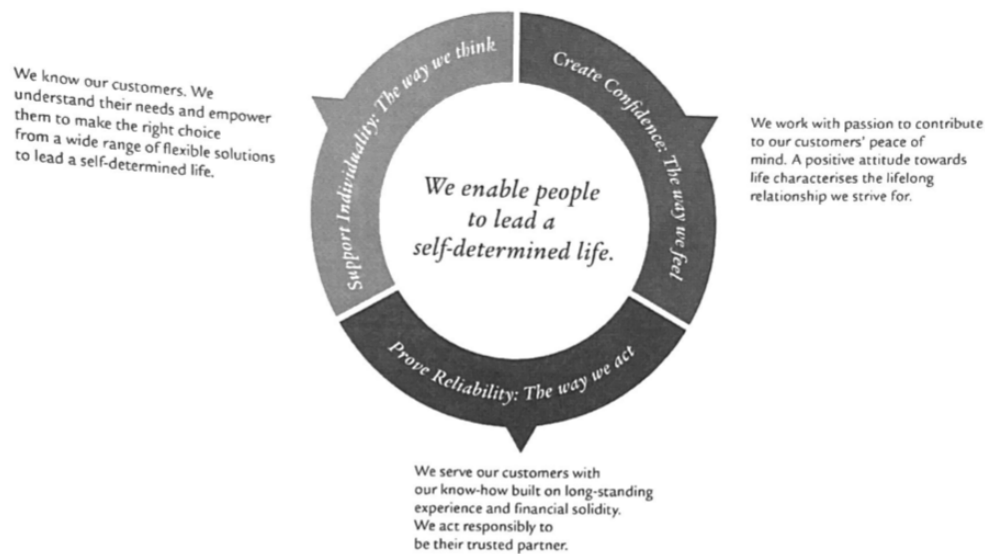 Support Individuality: The way we think
We know our customers. We
understand their needs and empower
them to make the right choice
from a wide range of flexible solutions
to lead a self-determined life.
Create Confidence: The way we feel
We work with passion to contribute
to our customers' peace of
mind. A positive attitude towards
life characterises the lifelong
relationship we strive for.
We enable people
to lead a
self-determined life.
Prove Reliability: The way we act
We serve our customers with
our know-how built on long-standing
experience and financial solidity.
We act responsibly to
be their trusted partner.